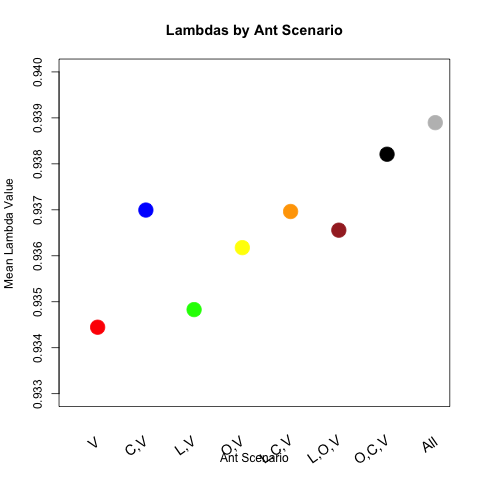 Lambdas by Ant Scenario
Mean Lambda Value
0.940
0.939
0.938
0.937
0.936
0.935
0.934
0.933
V
C,V
L,V
O,V
L,C,V
L,O,V
O,C,V
All
Ant Scenario